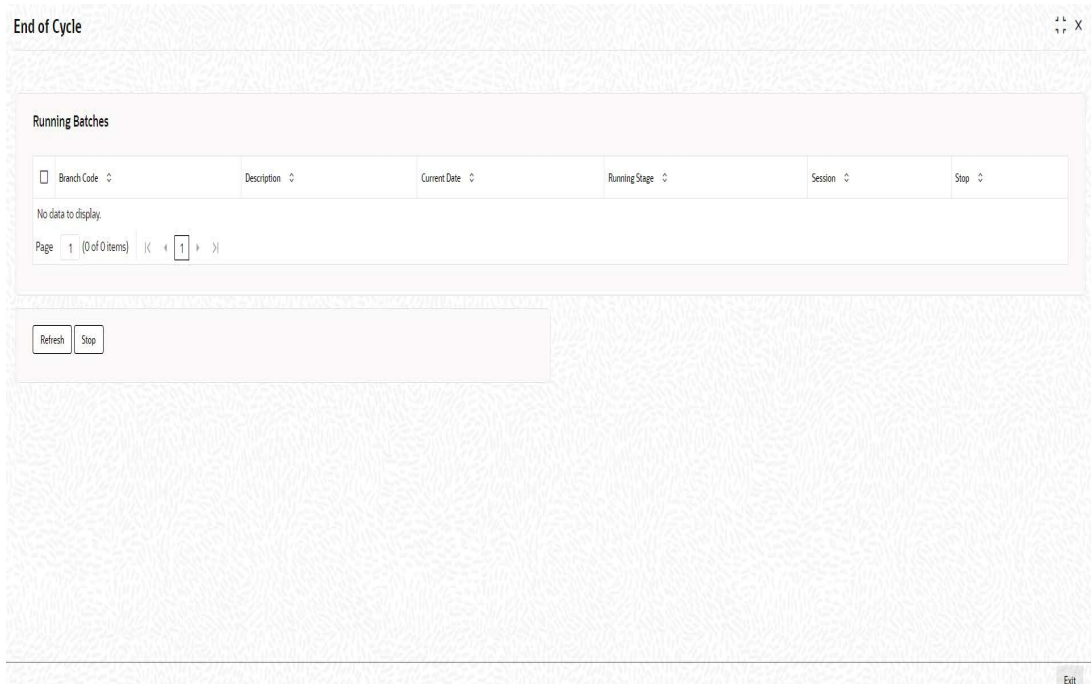 End of Cycle
Running Batches
Branch Code Description Current Date Running Stage Session Stop
No data to display.
Page 1 (0 of 0 items) 1
Refresh Stop
Exit